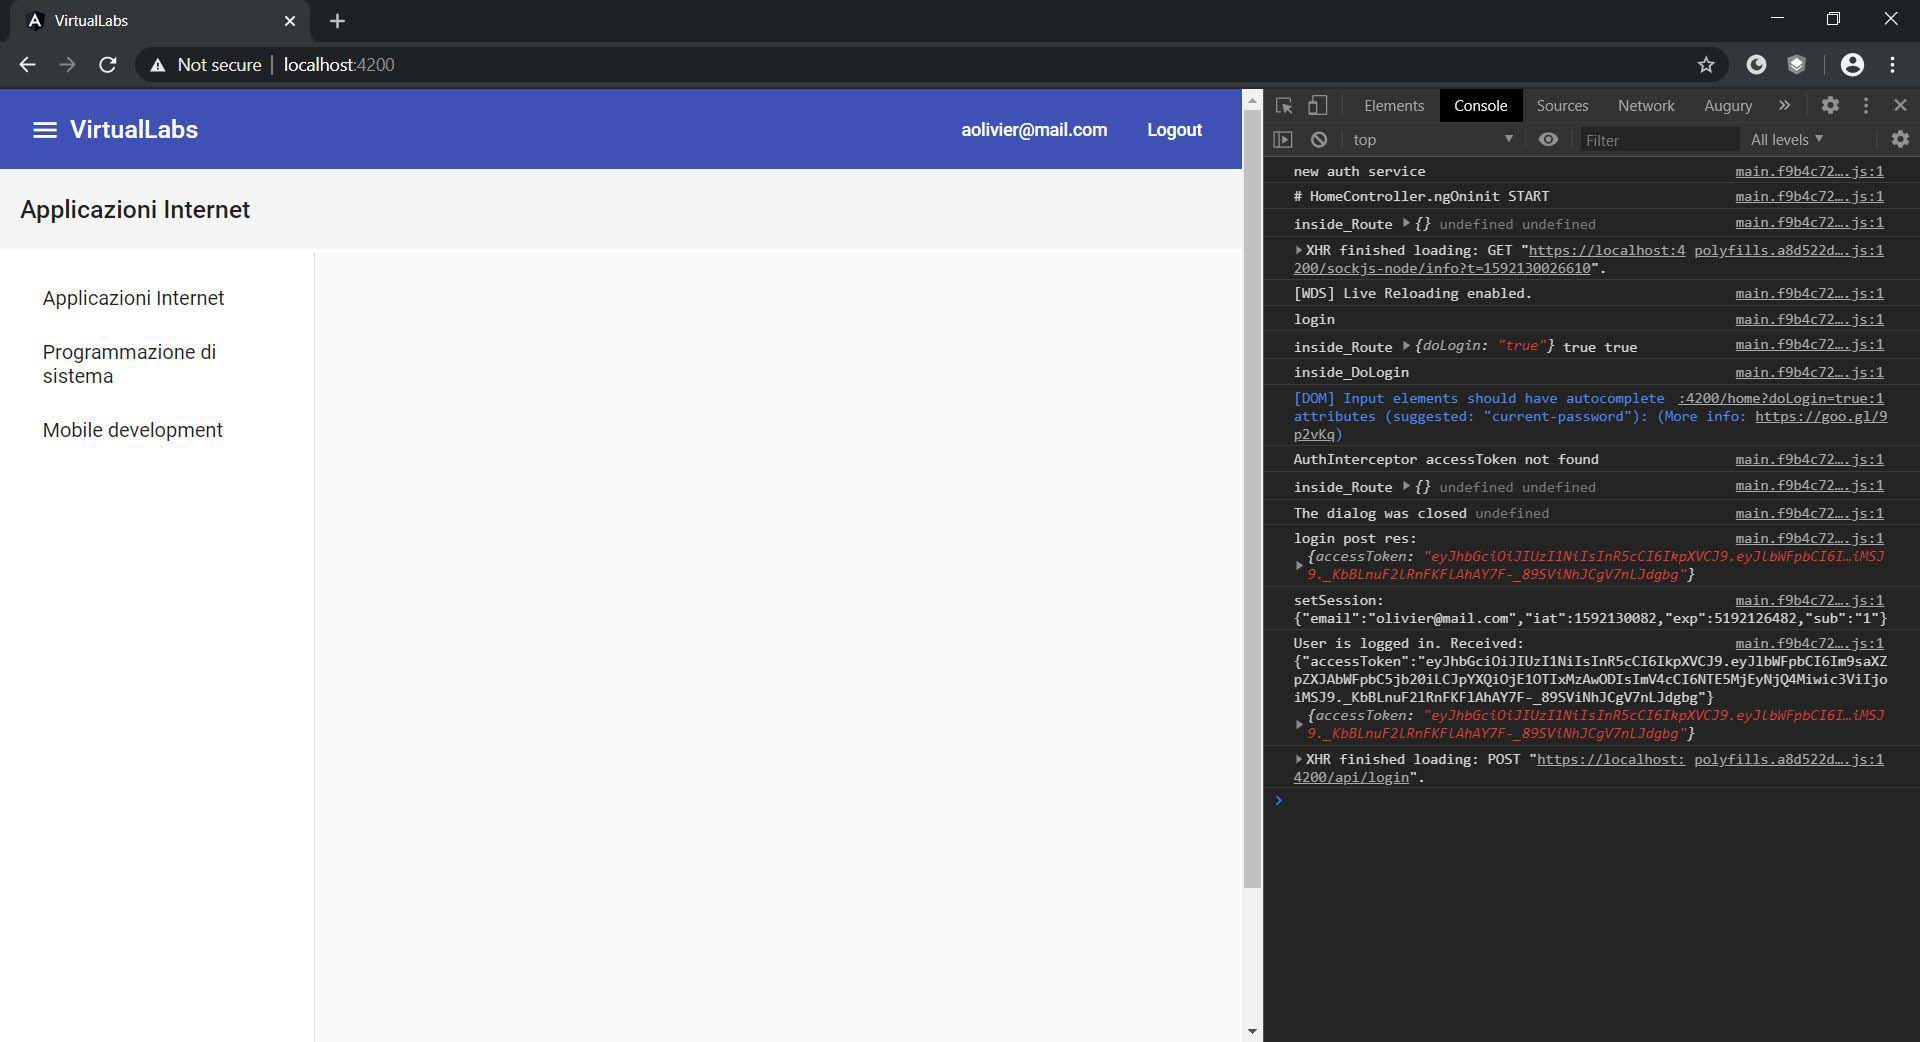 VirtualLabs
Not secure | localhost:4200
VirtualLabs
aolivier@mail.com Logout
Applicazioni Internet
Applicazioni Internet
Programmazione di
sistema
Mobile development
Elements Console Sources Network Augury »
top Filter All levels
new auth service main.f9b4c72….js:1
# HomeController.ngOninit START main.f9b4c72….js:1
inside_Route {} undefined undefined main.f9b4c72….js:1
XHR finished loading: GET "https://localhost:4 polyfills.a8d522d….js:1
200/sockjs-node/info?t=1592130026610".
[WDS] Live Reloading enabled. main.f9b4c72….js:1
login main.f9b4c72….js:1
inside_Route {doLogin: "true"} true true main.f9b4c72….js:1
inside_DoLogin main.f9b4c72….js:1
[DOM] Input elements should have autocomplete :4200/home?doLogin=true:1
attributes (suggested: "current-password"): (More info: https://goo.gl/9
p2vKq)
AuthInterceptor accessToken not found main.f9b4c72….js:1
inside_Route {} undefined undefined main.f9b4c72….js:1
The dialog was closed undefined main.f9b4c72….js:1
login post res: main.f9b4c72….js:1
{accessToken: "eyJhbGciOiJIUzI1NiIsInR5cCI6IkpXVCJ9.eyJlbWFpbCI6I…iMSJ
9._KbBLnuF2lRnFKFlAhAY7F-_89SViNhJCgV7nLJdgbg"}
setSession: main.f9b4c72….js:1
{"email":"olivier@mail.com","iat":1592130082,"exp":5192126482,"sub":"1"}
User is logged in. Received: main.f9b4c72….js:1
{"accessToken":"eyJhbGciOiJIUzI1NiIsInR5cCI6IkpXVCJ9.eyJlbWFpbCI6Im9saXZ
pZXJAbWFpbC5jb20iLCJpYXQiOjE1OTIxMzAwODIsImV4cCI6NTE5MjEyNjQ4Miwic3ViIjo
iMSJ9._KbBLnuF2lRnFKFlAhAY7F-_89SViNhJCgV7nLJdgbg"}
{accessToken: "eyJhbGciOiJIUzI1NiIsInR5cCI6IkpXVCJ9.eyJlbWFpbCI6I…iMSJ
9._KbBLnuF2lRnFKFlAhAY7F-_89SViNhJCgV7nLJdgbg"}
XHR finished loading: POST "https://localhost: polyfills.a8d522d….js:1
4200/api/login".